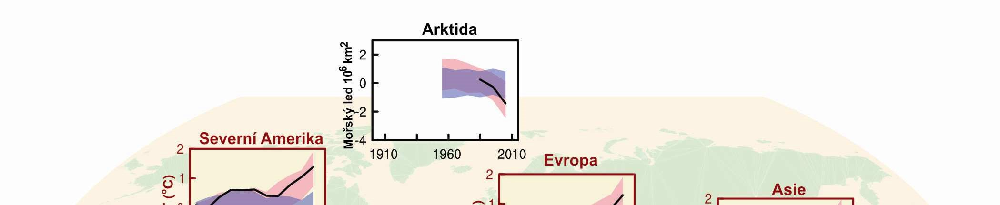 Arktida
Mořský led 10⁶ km²
2
0
-2
-4
1910 1960 2010
Severní Amerika
2
1
(°C)
Evropa
2
1
)
Asie
2